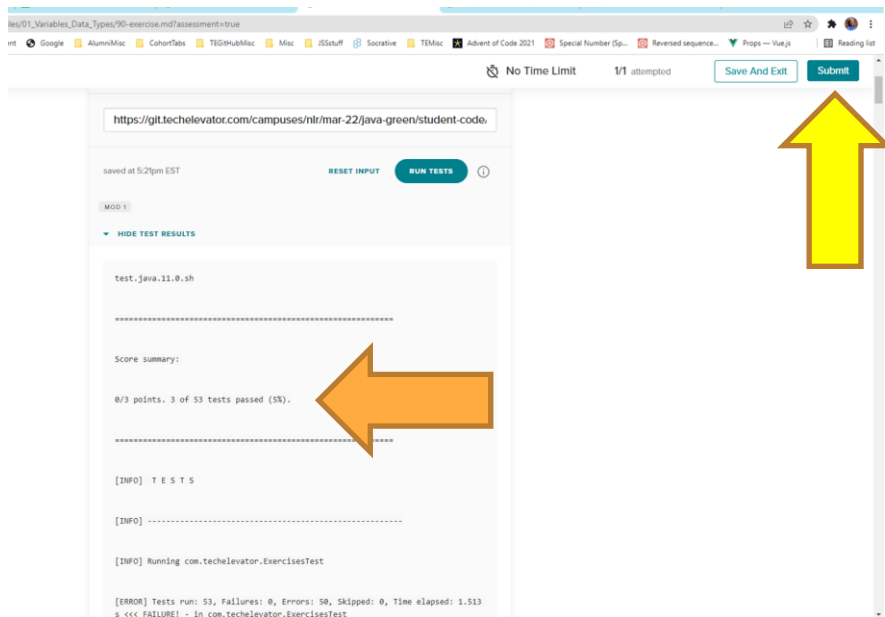 les/01_Variables_Data_Types/90-exercise.md?assessment=true
ent Google AlumniMisc CohortTabs TEGitHubMisc Misc JSSstuff Socrative TEMisc Advent of Code 2021 Special Number (Sp... Reversed sequence... Props — Vue.js Reading list
No Time Limit 1/1 attempted Save And Exit Submit
https://git.techelevator.com/campuses/nlr/mar-22/java-green/student-code/
saved at 5:21pm EST RESET INPUT RUN TESTS
MOD 1
HIDE TEST RESULTS
test.java.11.0.sh
============================================================
Score summary:
0/3 points. 3 of 53 tests passed (5%).
============================================================
[INFO] T E S T S
[INFO] -------------------------------------------------------
[INFO] Running com.techelevator.ExercisesTest
[ERROR] Tests run: 53, Failures: 0, Errors: 50, Skipped: 0, Time elapsed: 1.513
s <<< FAILURE! - in com.techelevator.ExercisesTest